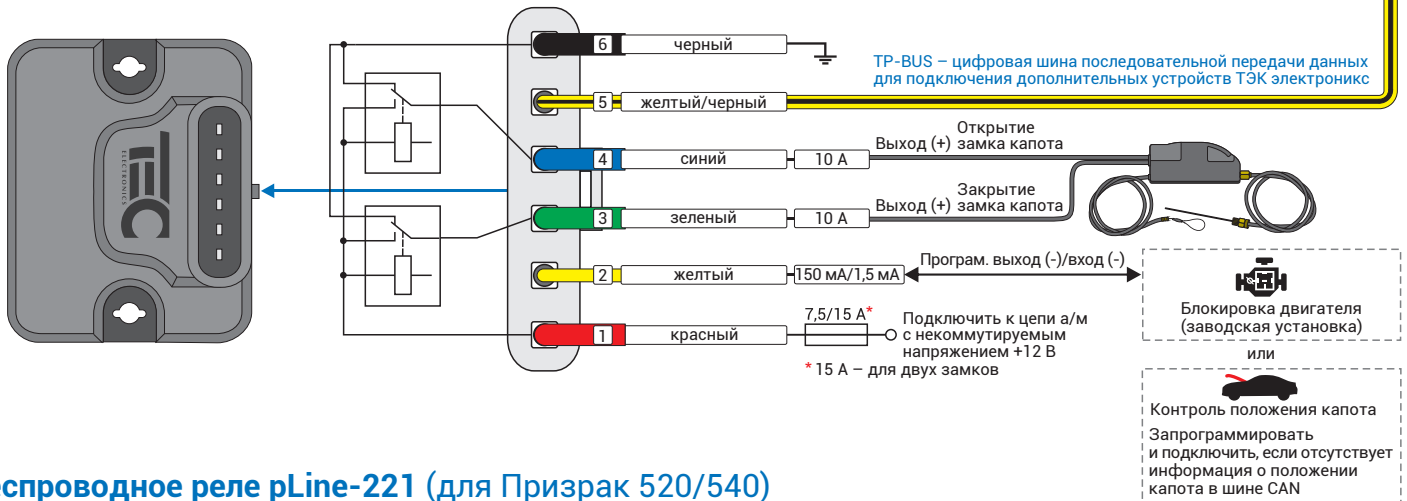 6 черный
TP-BUS – цифровая шина последовательной передачи данных
для подключения дополнительных устройств ТЭК электроникс
5 желтый/черный
TEC
ELECTRONICS
4 синий 10 А
Выход (+) Открытие
замка капота
3 зеленый 10 А
Выход (+) Закрытие
замка капота
2 желтый 150 мА/1,5 мА
Програм. выход (-)/вход (-)
Блокировка двигателя
(заводская установка)
или
Контроль положения капота
Запрограммировать
и подключить, если отсутствует
информация о положении
капота в шине CAN
1 красный
7,5/15 А*
Подключить к цепи а/м
с некоммутируемым
напряжением +12 В
* 15 А – для двух замков
еспроводное реле pLine-221 (для Призрак 520/540)